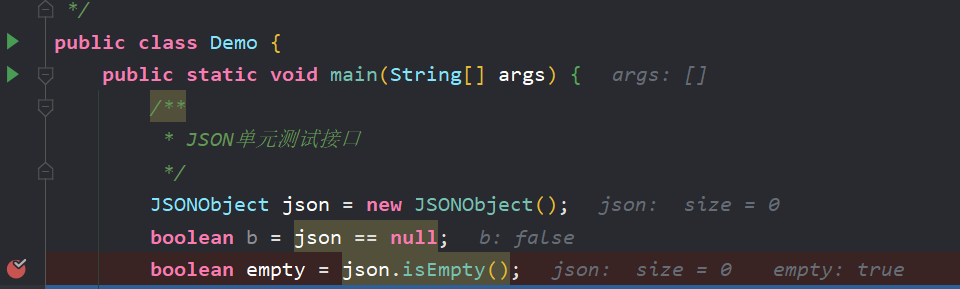 */
public class Demo {
public static void main(String[] args) { args: []
/**
* JSON单元测试接口
*/
JSONObject json = new JSONObject(); json: size = 0
boolean b = json == null; b: false
boolean empty = json.isEmpty(); json: size = 0 empty: true